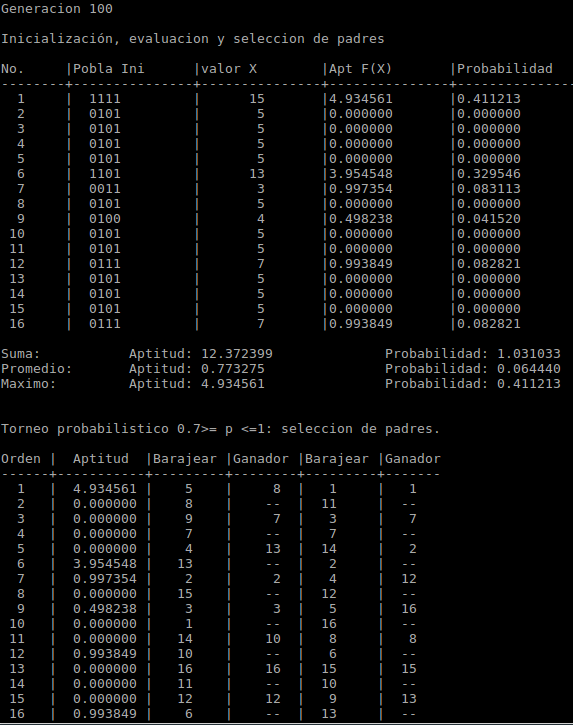 Generacion 100
Inicialización, evaluacion y seleccion de padres
No. |Pobla Ini |valor X |Apt F(X) |Probabilidad
--------+---------------+---------------+---------------+---------------
1 | 1111 | 15 |4.934561 |0.411213
2 | 0101 | 5 |0.000000 |0.000000
3 | 0101 | 5 |0.000000 |0.000000
4 | 0101 | 5 |0.000000 |0.000000
5 | 0101 | 5 |0.000000 |0.000000
6 | 1101 | 13 |3.954548 |0.329546
7 | 0011 | 3 |0.997354 |0.083113
8 | 0101 | 5 |0.000000 |0.000000
9 | 0100 | 4 |0.498238 |0.041520
10 | 0101 | 5 |0.000000 |0.000000
11 | 0101 | 5 |0.000000 |0.000000
12 | 0111 | 7 |0.993849 |0.082821
13 | 0101 | 5 |0.000000 |0.000000
14 | 0101 | 5 |0.000000 |0.000000
15 | 0101 | 5 |0.000000 |0.000000
16 | 0111 | 7 |0.993849 |0.082821
Suma: Aptitud: 12.372399 Probabilidad: 1.031033
Promedio: Aptitud: 0.773275 Probabilidad: 0.064440
Maximo: Aptitud: 4.934561 Probabilidad: 0.411213
Torneo probabilistico 0.7>= p <=1: seleccion de padres.
Orden | Aptitud |Barajear |Ganador |Barajear |Ganador
------+-----------+---------+--------+---------+-------
1 | 4.934561 | 5 | 8 | 1 | 1
2 | 0.000000 | 8 | -- | 11 | --
3 | 0.000000 | 9 | 7 | 3 | 7
4 | 0.000000 | 7 | -- | 7 | --
5 | 0.000000 | 4 | 13 | 14 | 2
6 | 3.954548 | 13 | -- | 2 | --
7 | 0.997354 | 2 | 2 | 4 | 12
8 | 0.000000 | 15 | -- | 12 | --
9 | 0.498238 | 3 | 3 | 5 | 16
10 | 0.000000 | 1 | -- | 16 | --
11 | 0.000000 | 14 | 10 | 8 | 8
12 | 0.993849 | 10 | -- | 6 | --
13 | 0.000000 | 16 | 16 | 15 | 15
14 | 0.000000 | 11 | -- | 10 | --
15 | 0.000000 | 12 | 12 | 9 | 13
16 | 0.993849 | 6 | -- | 13 | --